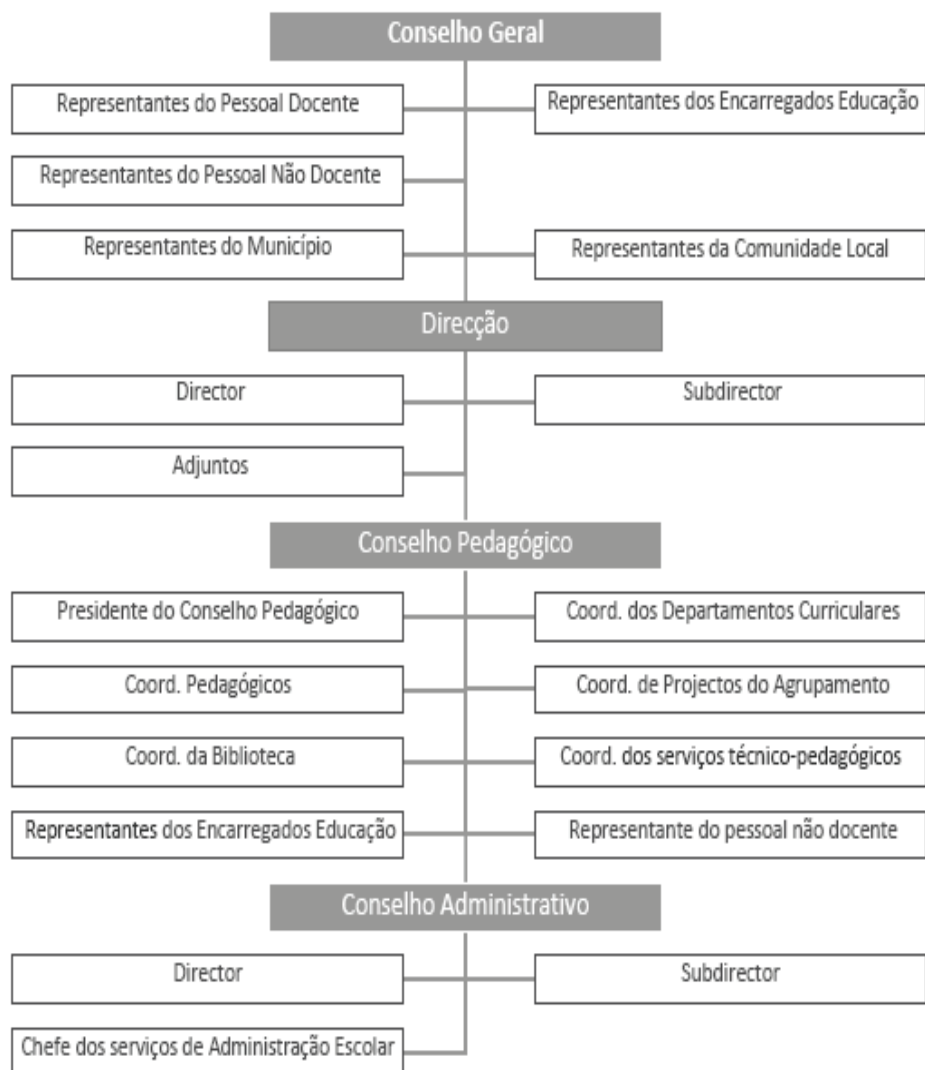 Conselho Geral
Representantes do Pessoal Docente
Representantes dos Encarregados Educação
Representantes do Pessoal Não Docente
Representantes do Município
Representantes da Comunidade Local
Direcção
Director
Subdirector
Adjuntos
Conselho Pedagógico
Presidente do Conselho Pedagógico
Coord. dos Departamentos Curriculares
Coord. Pedagógicos
Coord. de Projectos do Agrupamento
Coord. da Biblioteca
Coord. dos serviços técnico-pedagógicos
Representantes dos Encarregados Educação
Representante do pessoal não docente
Conselho Administrativo
Director
Subdirector
Chefe dos serviços de Administração Escolar